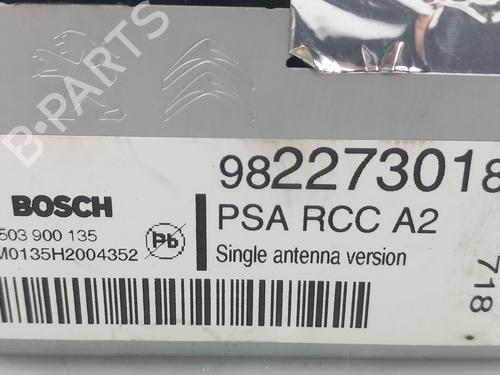 B-PARTS
BOSCH
503 900 135
M0135H2004352
Pb
982273018
PSA RCC A2
Single antenna version
718